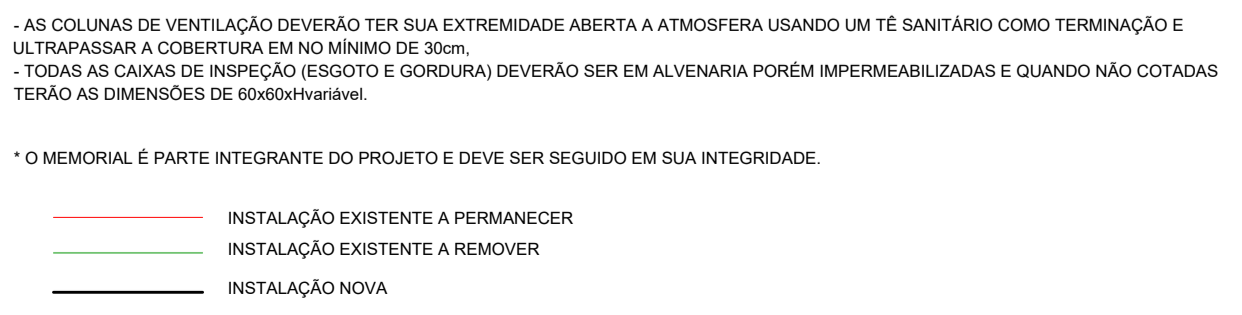 - AS COLUNAS DE VENTILAÇÃO DEVERÃO TER SUA EXTREMIDADE ABERTA A ATMOSFERA USANDO UM TÊ SANITÁRIO COMO TERMINAÇÃO E
ULTRAPASSAR A COBERTURA EM NO MÍNIMO DE 30cm,
- TODAS AS CAIXAS DE INSPEÇÃO (ESGOTO E GORDURA) DEVERÃO SER EM ALVENARIA PORÉM IMPERMEABILIZADAS E QUANDO NÃO COTADAS
TERÃO AS DIMENSÕES DE 60x60xHvariável.
* O MEMORIAL É PARTE INTEGRANTE DO PROJETO E DEVE SER SEGUIDO EM SUA INTEGRIDADE.
INSTALAÇÃO EXISTENTE A PERMANECER
INSTALAÇÃO EXISTENTE A REMOVER
INSTALAÇÃO NOVA